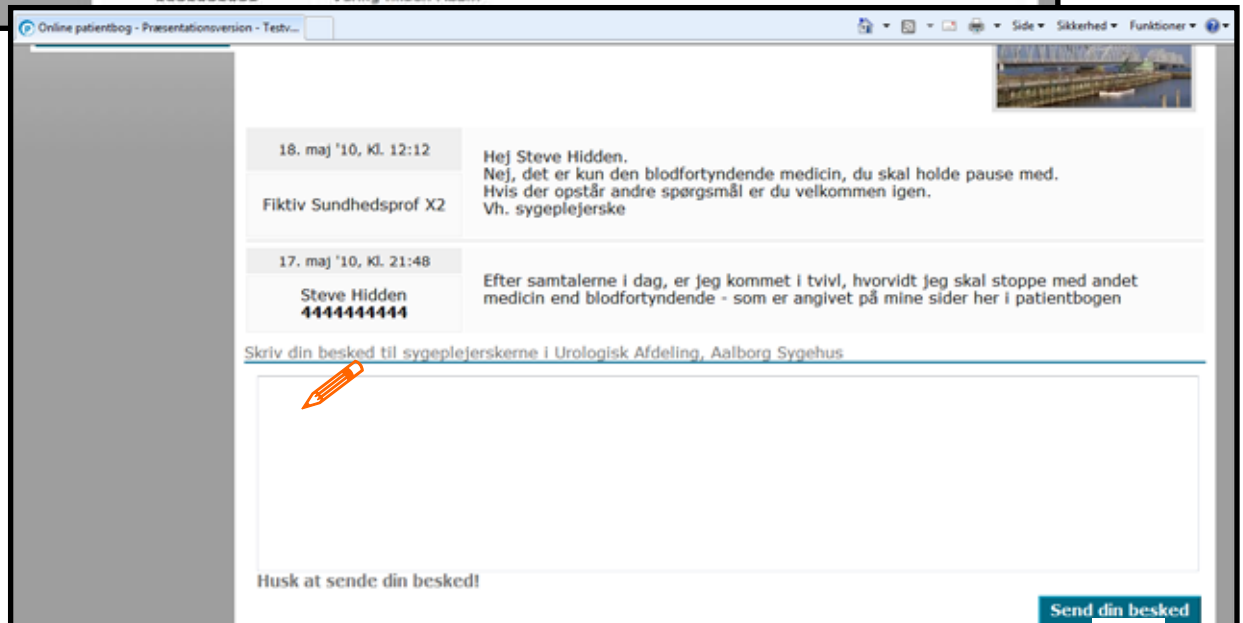 Online patientbog - Præsentationsversion - Testv...
Side
Sikkerhed
Funktioner
18. maj '10, Kl. 12:12
Fiktiv Sundhedsprof X2
Hej Steve Hidden.
Nej, det er kun den blodfortyndende medicin, du skal holde pause med.
Hvis der opstår andre spørgsmål er du velkommen igen.
Vh. sygeplejerske
17. maj '10, Kl. 21:48
Steve Hidden
4444444444
Efter samtalerne i dag, er jeg kommet i tvivl, hvorvidt jeg skal stoppe med andet
medicin end blodfortyndende - som er angivet på mine sider her i patientbogen
Skriv din besked til sygeplejerskerne i Urologisk Afdeling, Aalborg Sygehus
Husk at sende din besked!
Send din besked